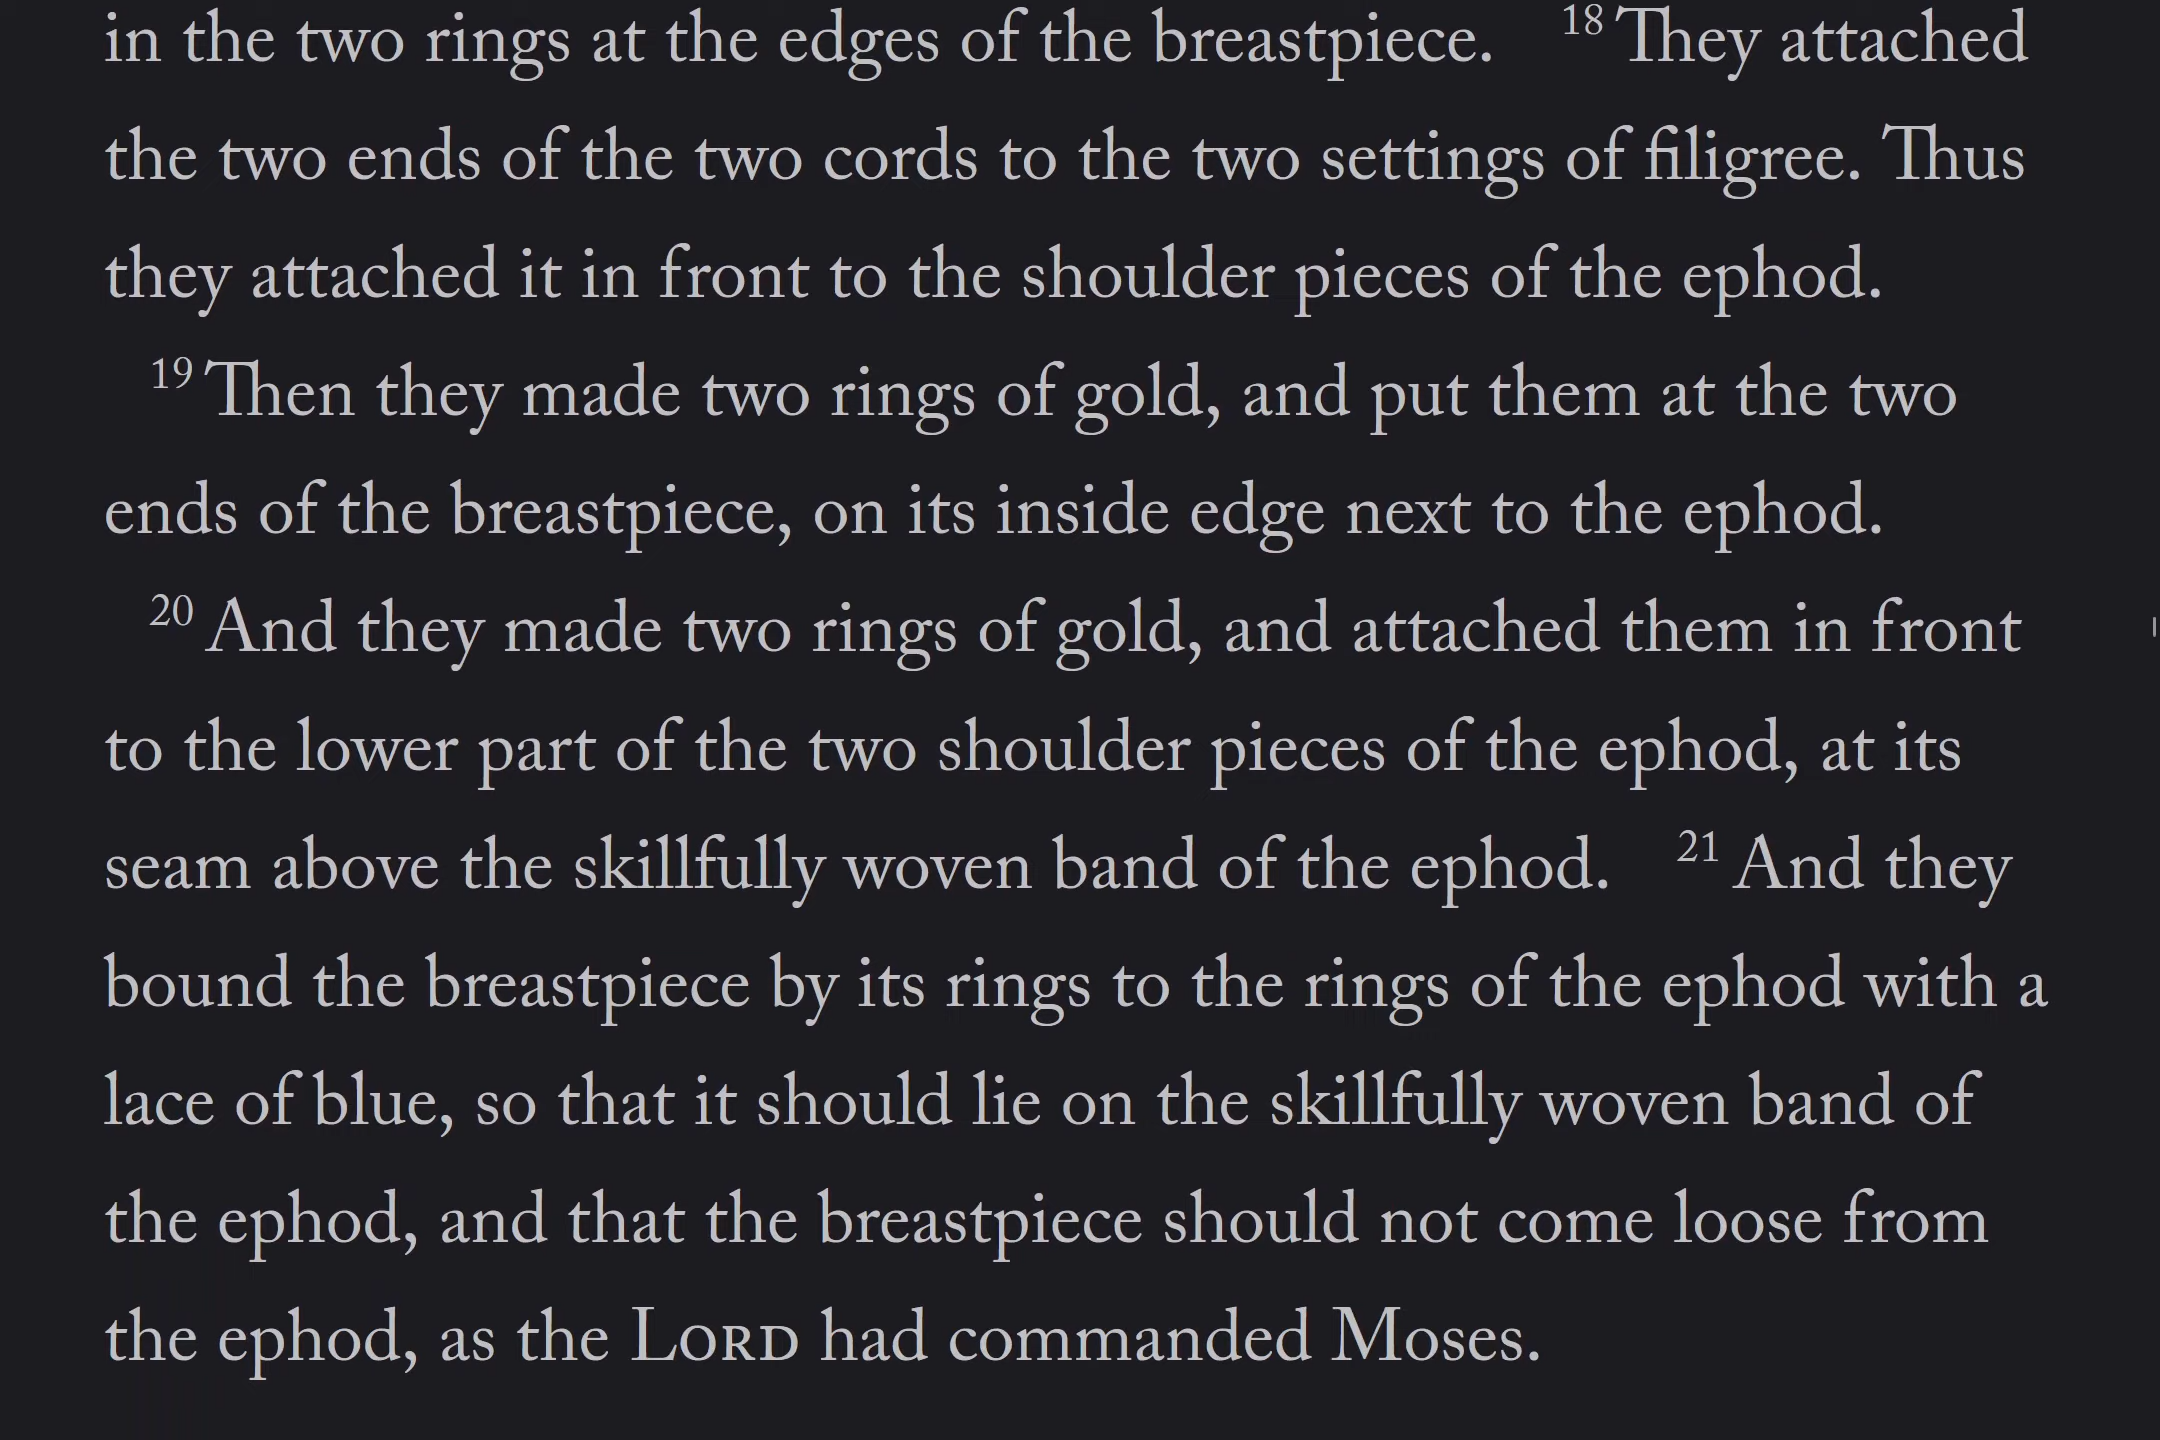 in the two rings at the edges of the breastpiece. 18 They attached
the two ends of the two cords to the two settings of filigree. Thus
they attached it in front to the shoulder pieces of the ephod.
19 Then they made two rings of gold, and put them at the two
ends of the breastpiece, on its inside edge next to the ephod.
20 And they made two rings of gold, and attached them in front
to the lower part of the two shoulder pieces of the ephod, at its
seam above the skillfully woven band of the ephod. 21 And they
bound the breastpiece by its rings to the rings of the ephod with a
lace of blue, so that it should lie on the skillfully woven band of
the ephod, and that the breastpiece should not come loose from
the ephod, as the LORD had commanded Moses.